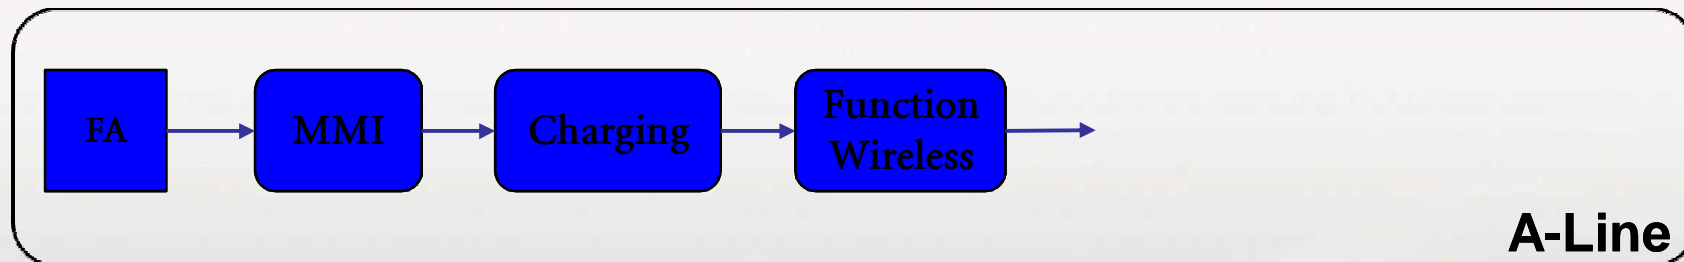 FA
MMI
Charging
Function
Wireless
A-Line